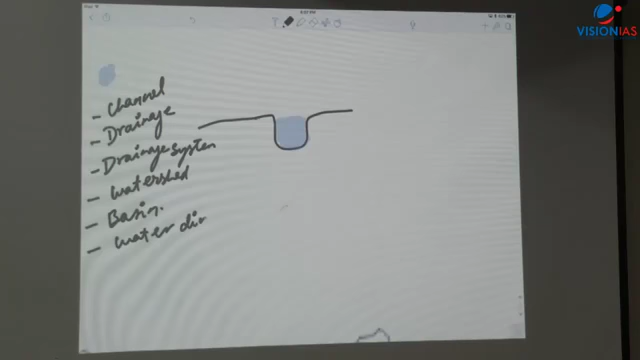 VISIONIAS
- Channel
- Drainage
- Drainage system
- Watershed
- Basin.
- Water div